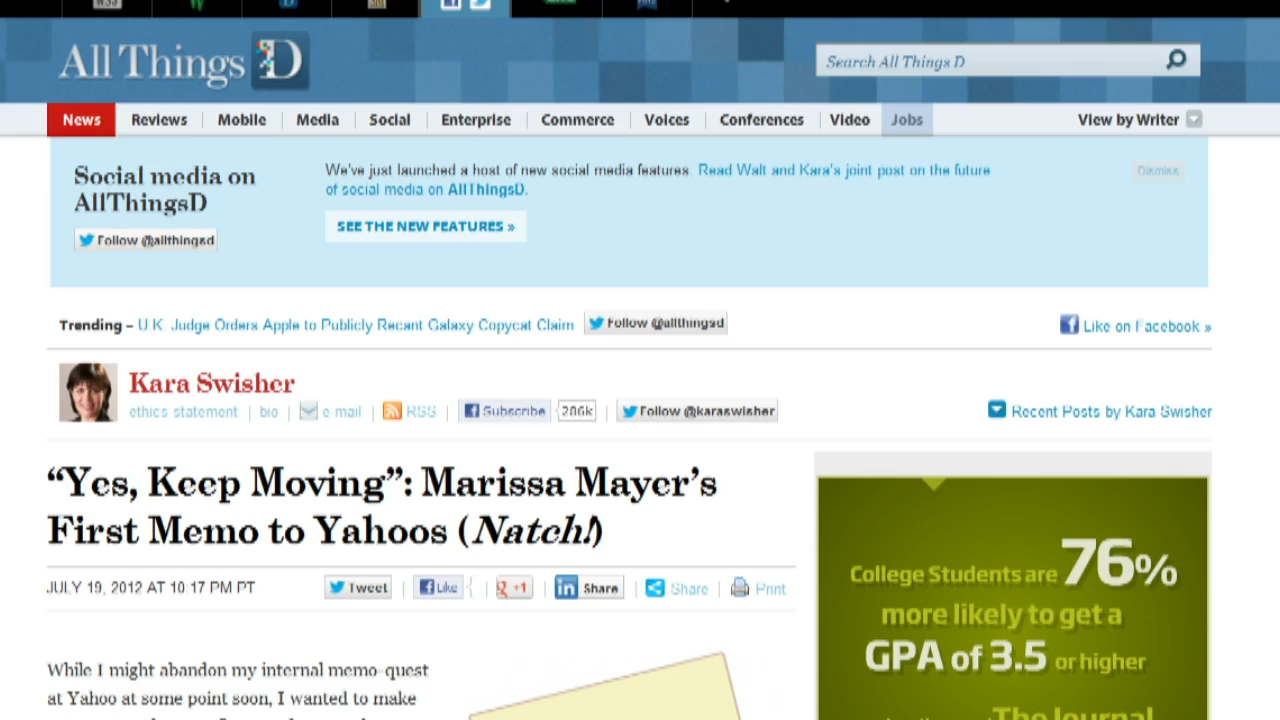 WSJ
All Things D
Search All Things D
News Reviews Mobile Media Social Enterprise Commerce Voices Conferences Video Jobs View by Writer
Social media on
AllThingsD
Follow @allthingsd
We've just launched a host of new social media features. Read Walt and Kara's joint post on the future
of social media on AllThingsD.
SEE THE NEW FEATURES »
Dismiss
Trending – U.K. Judge Orders Apple to Publicly Recant Galaxy Copycat Claim Follow @allthingsd Like on Facebook »
Kara Swisher
ethics statement | bio | e-mail | RSS | Subscribe 286k | Follow @karaswisher Recent Posts by Kara Swisher
“Yes, Keep Moving”: Marissa Mayer’s
First Memo to Yahoos (Natch!)
JULY 19, 2012 AT 10:17 PM PT Tweet | Like | +1 | in Share | Share | Print
While I might abandon my internal memo-quest
at Yahoo at some point soon, I wanted to make
College Students are 76%
more likely to get a
GPA of 3.5 or higher
The Journal